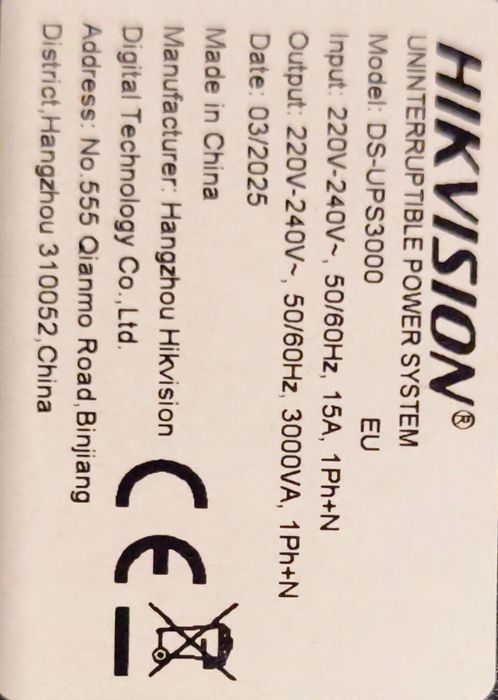 HIKVISION®
UNINTERRUPTIBLE POWER SYSTEM
Model: DS-UPS3000 EU
Input: 220V-240V~, 50/60Hz, 15A, 1Ph+N
Output: 220V-240V~, 50/60Hz, 3000VA, 1Ph+N
Date: 03/2025
Made in China
Manufacturer: Hangzhou Hikvision
Digital Technology Co.,Ltd.
Address: No.555 Qianmo Road,Binjiang
District,Hangzhou 310052,China
CE